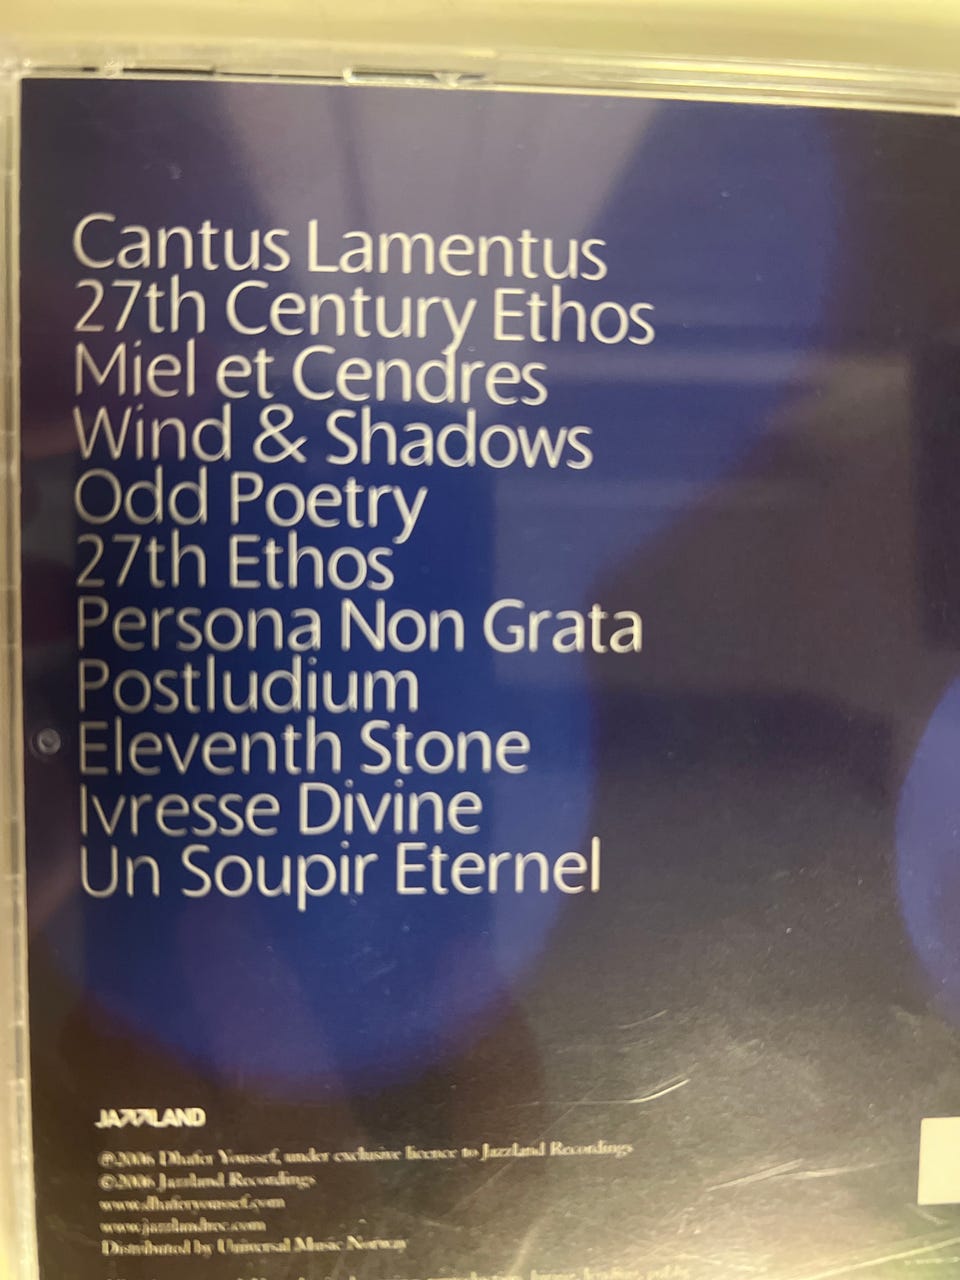 Cantus Lamentus
27th Century Ethos
Miel et Cendres
Wind & Shadows
Odd Poetry
27th Ethos
Persona Non Grata
Postludium
Eleventh Stone
Ivresse Divine
Un Soupir Eternel
JAZZLAND
℗2006 Dhafer Youssef, under exclusive licence to Jazzland Recordings
©2006 Jazzland Recordings
www.dhaferyoussef.com
www.jazzlandrec.com
Distributed by Universal Music Norway